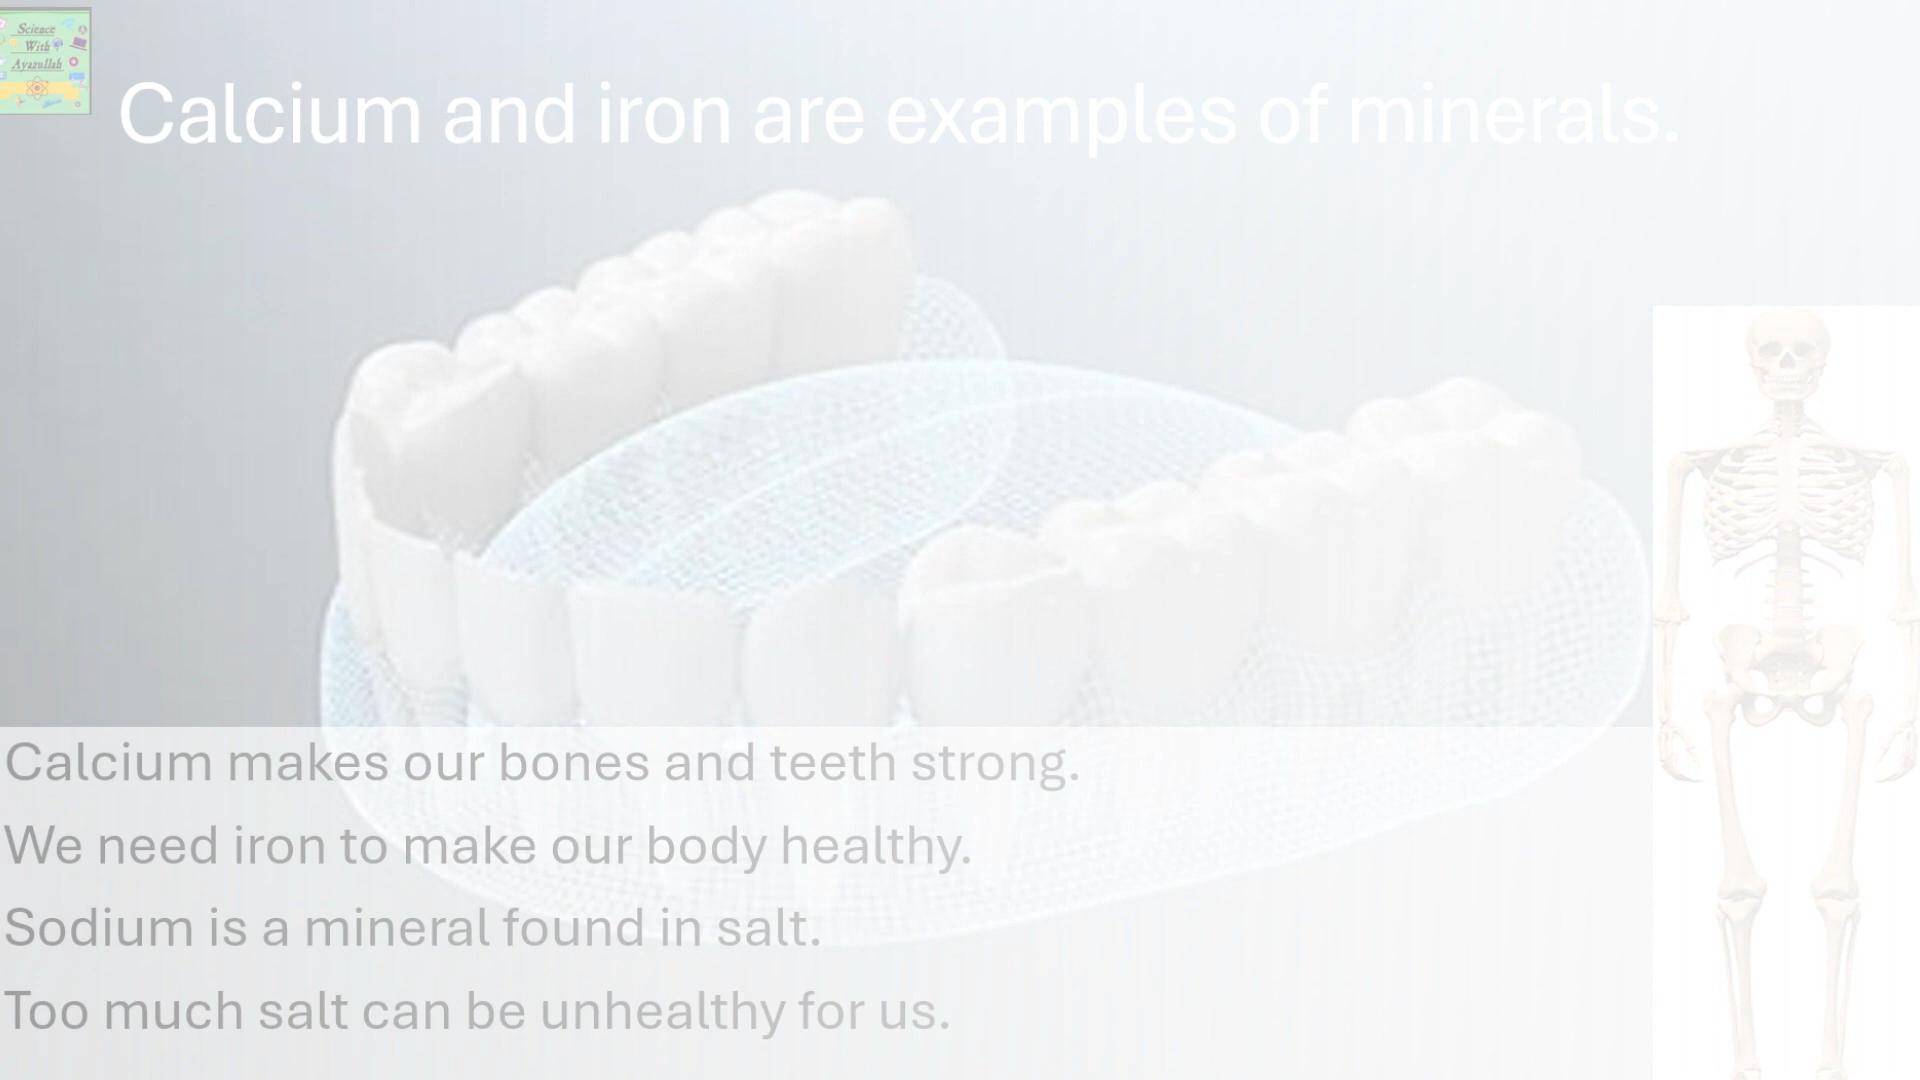 Science
With
Ayazullah
Calcium and iron are examples of minerals.
Calcium makes our bones and teeth strong.
We need iron to make our body healthy.
Sodium is a mineral found in salt.
Too much salt can be unhealthy for us.